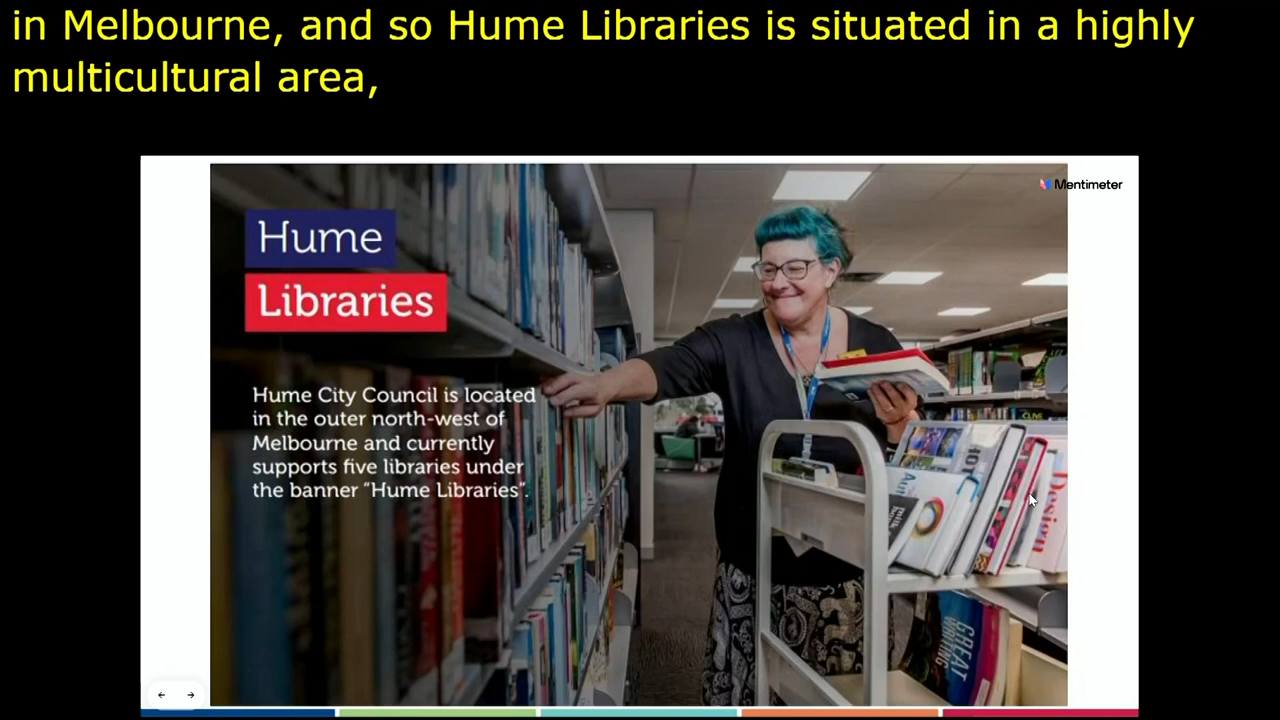 in Melbourne, and so Hume Libraries is situated in a highly
multicultural area,
Mentimeter
Hume
Libraries
Hume City Council is located
in the outer north-west of
Melbourne and currently
supports five libraries under
the banner “Hume Libraries”.
CLIVE
Design
GREAT
WRITING